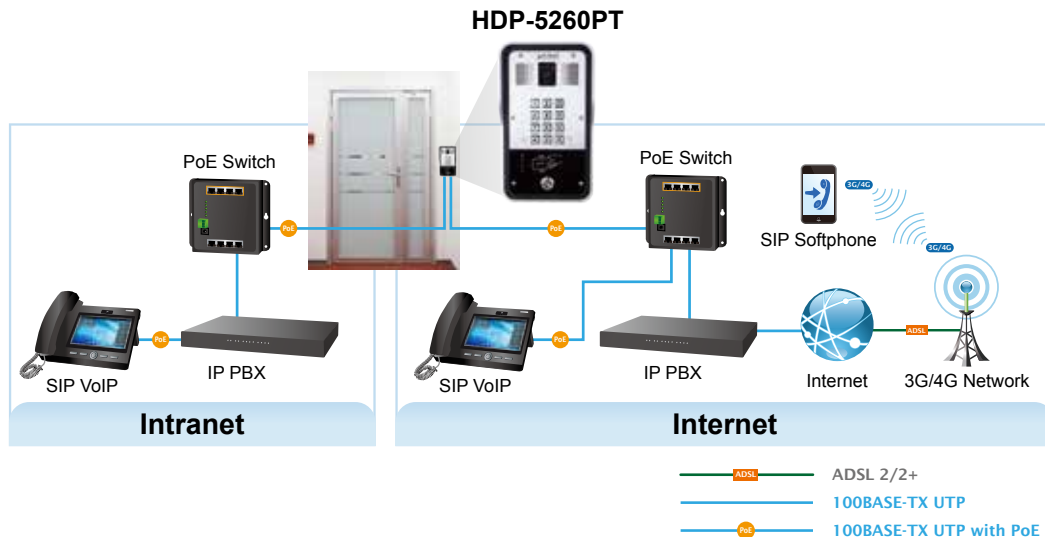 HDP-5260PT
PoE Switch
PoE
PoE
PoE Switch
3G/4G
SIP Softphone
3G/4G
SIP VoIP
PoE
IP PBX
SIP VoIP
PoE
IP PBX
Internet
ADSL
3G/4G Network
Intranet
Internet
ADSL
ADSL 2/2+
100BASE-TX UTP
PoE
100BASE-TX UTP with PoE